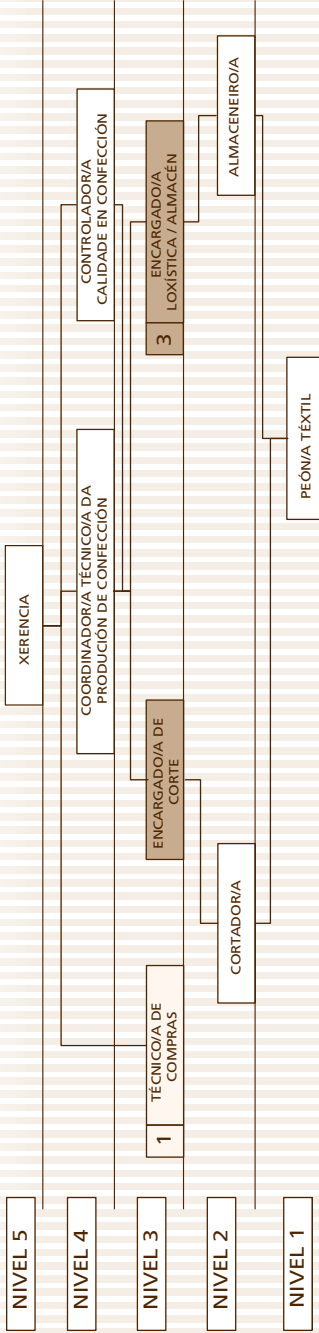 NIVEL 5
XERENCIA
NIVEL 4
COORDINADOR/A TÉCNICO/A DA
PRODUCIÓN DE CONFECCIÓN
CONTROLADOR/A
CALIDADE EN CONFECCIÓN
NIVEL 3
1
TÉCNICO/A DE
COMPRAS
ENCARGADO/A DE
CORTE
3
ENCARGADO/A
LOXÍSTICA / ALMACÉN
NIVEL 2
CORTADOR/A
ALMACENEIRO/A
NIVEL 1
PEÓN/A TÉXTIL